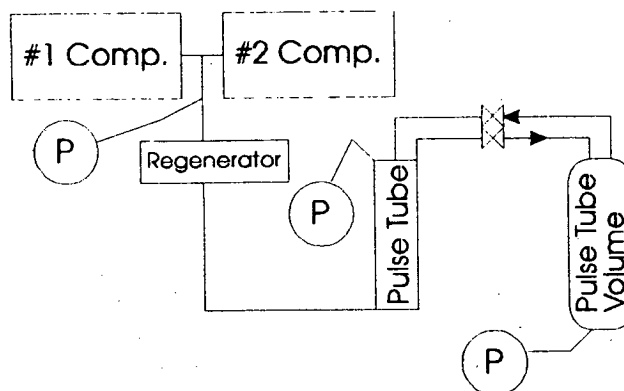 #1 Comp.
#2 Comp.
P
Regenerator
P
Pulse Tube
Pulse Tube
Volume
P